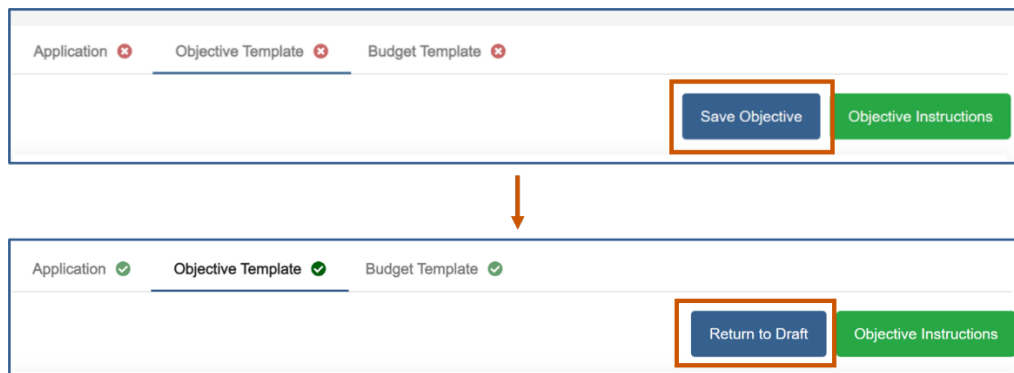 Application Objective Template Budget Template
Save Objective Objective Instructions
Application Objective Template Budget Template
Return to Draft Objective Instructions